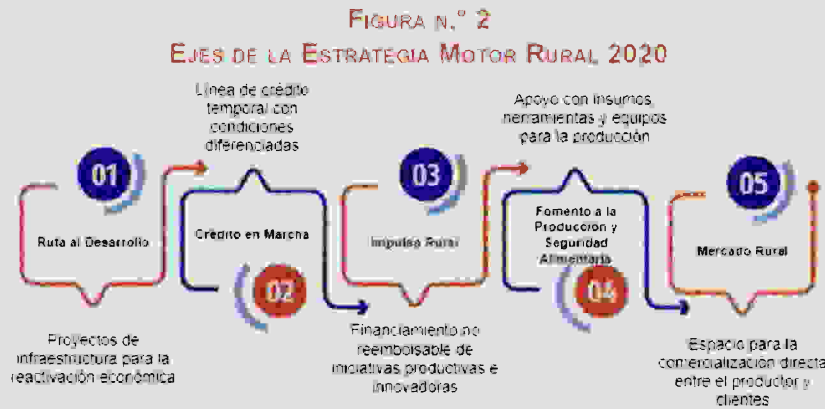 FIGURA N.° 2
EJES DE LA ESTRATEGIA MOTOR RURAL 2020
01
Ruta al Desarrollo
Proyectos de
infraestructura para la
reactivación económica
Línea de crédito
temporal con
condiciones
diferenciadas
Crédito en Marcha
02
03
Impulso Rural
Financiamiento no
reembolsable de
iniciativas productivas e
innovadoras
Apoyo con insumos,
herramientas y equipos
para la producción
Fomento a la
Producción y
Seguridad
Alimentaria
04
05
Mercado Rural
Espacio para la
comercialización directa
entre el productor y
clientes